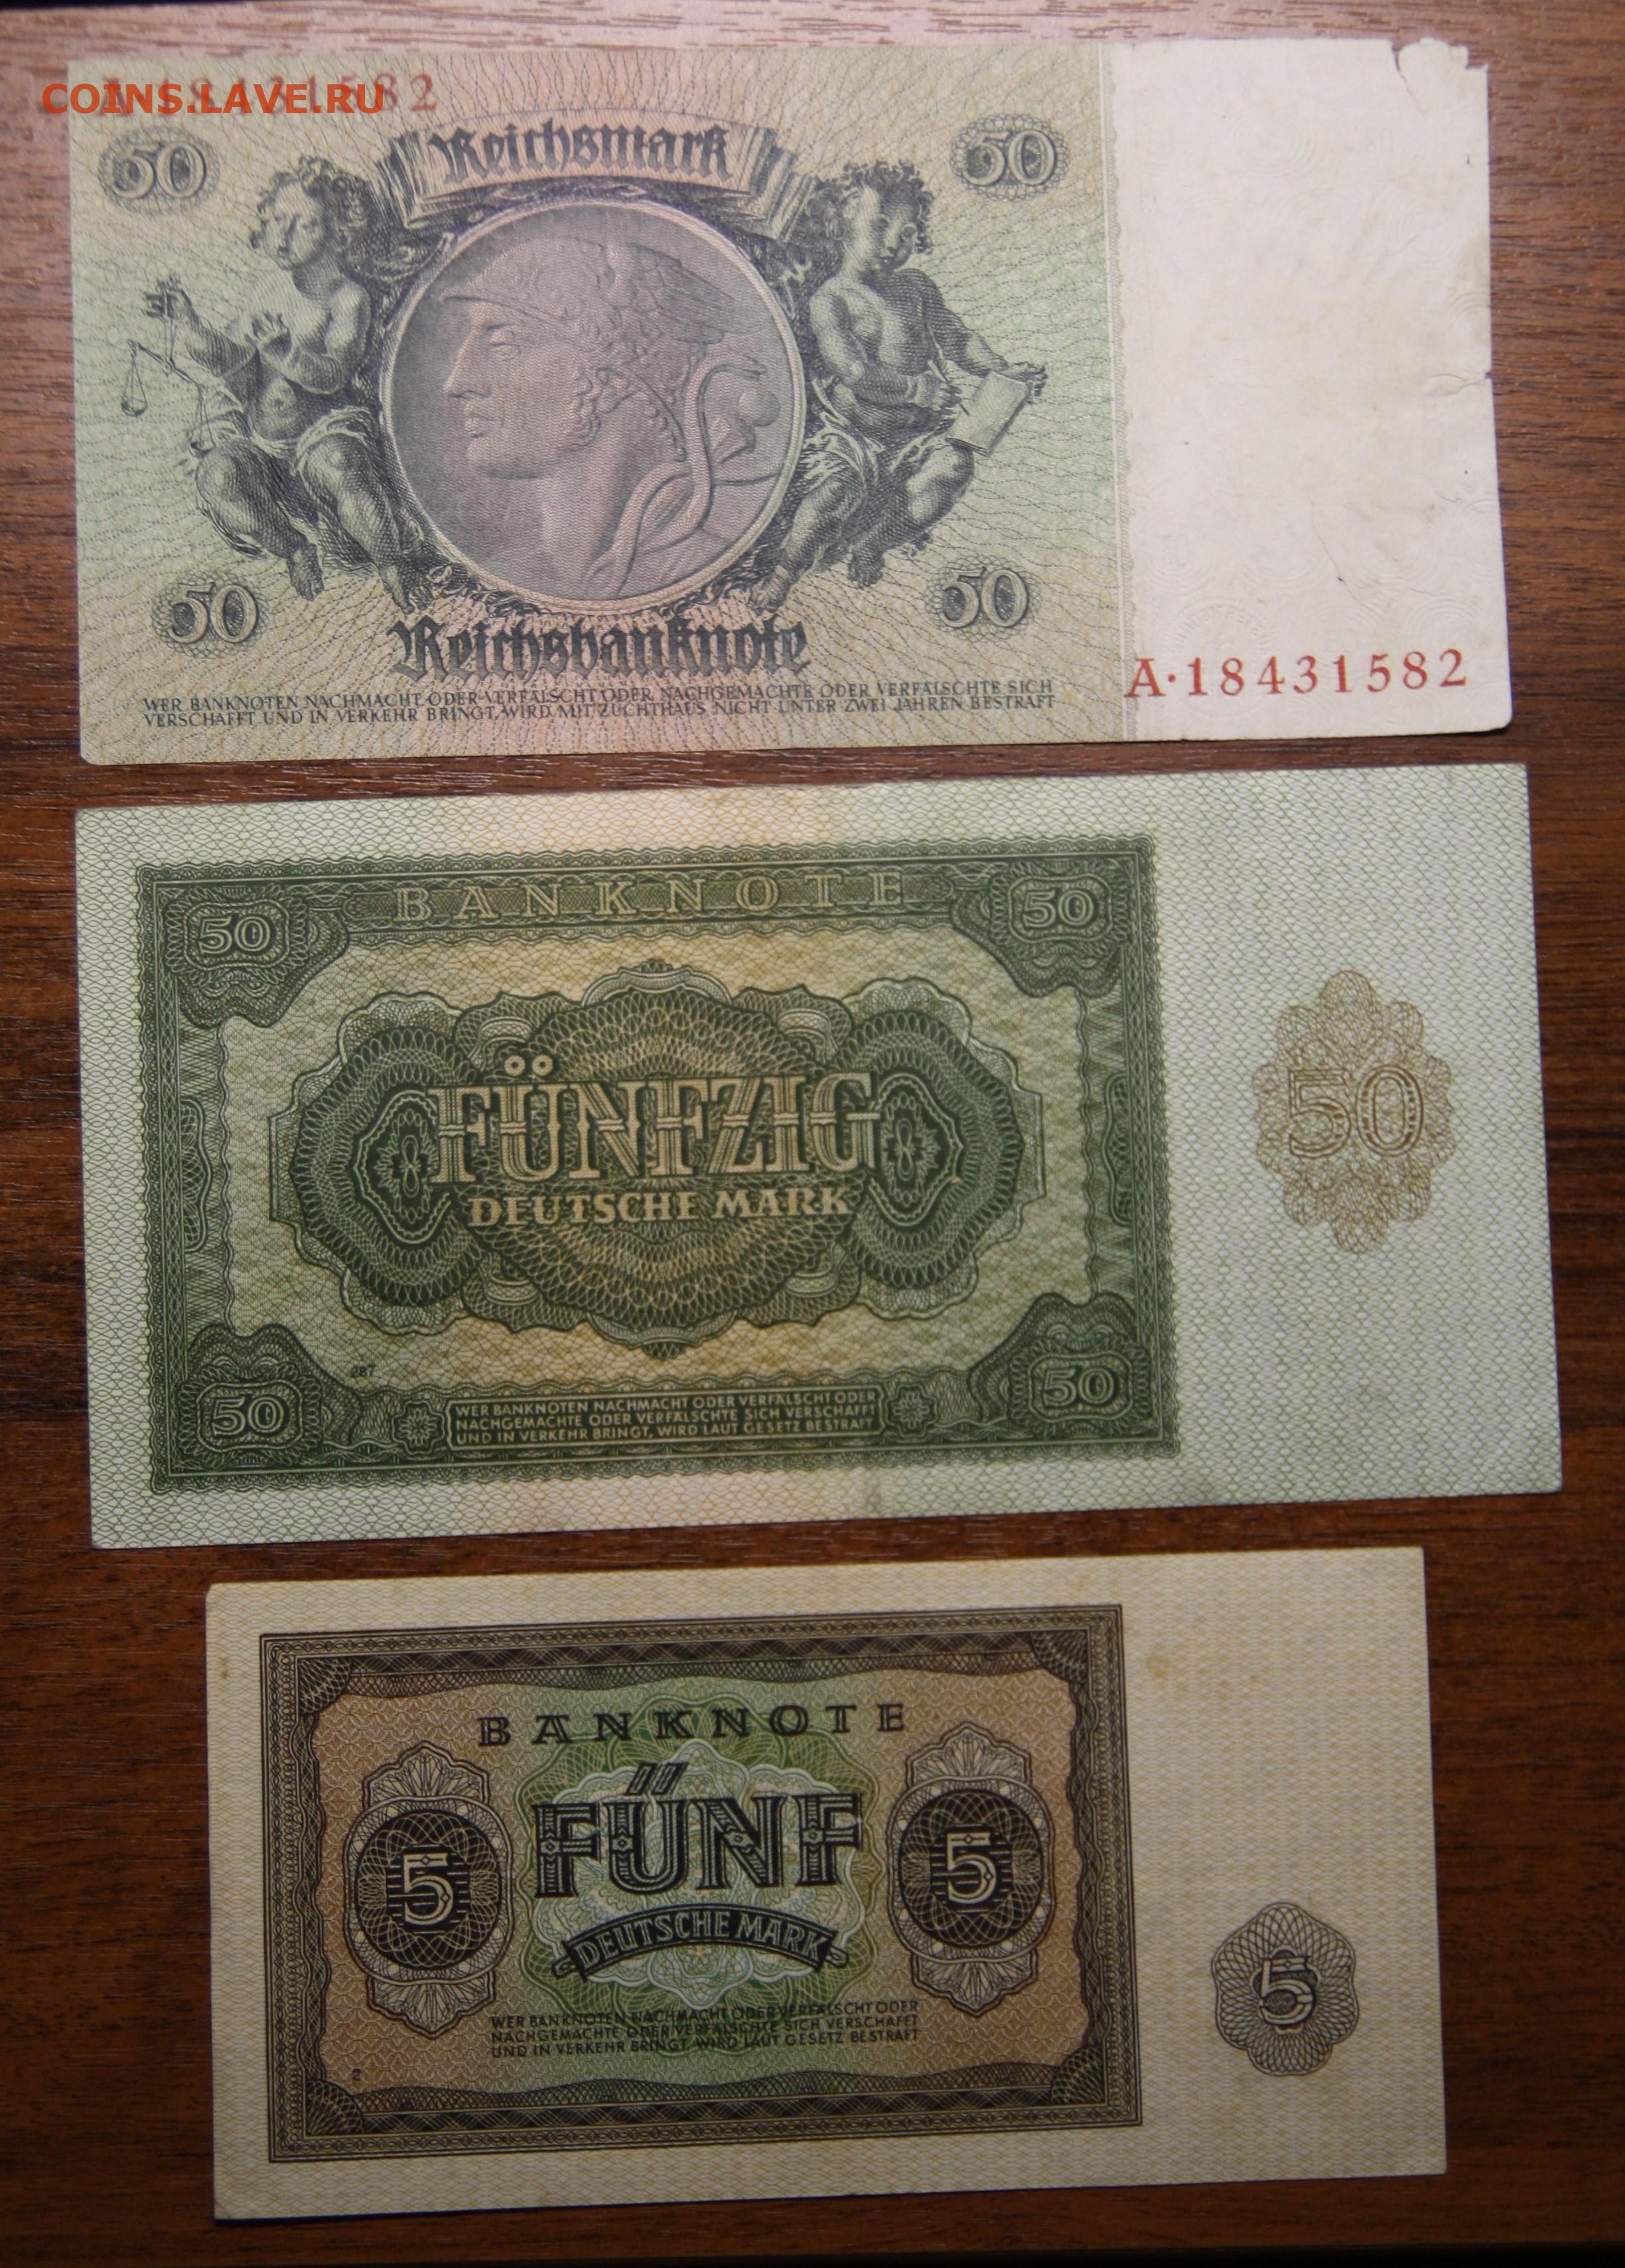 COINS.LAVE.RU
A·18431582
50
Reichsmark
50
50
50
Reichsbanknote
WER BANKNOTEN NACHMACHT ODER VERFÄLSCHT ODER NACHGEMACHTE ODER VERFÄLSCHTE SICH
VERSCHAFFT UND IN VERKEHR BRINGT, WIRD MIT ZUCHTHAUS NICHT UNTER ZWEI JAHREN BESTRAFT
A·18431582
BANKNOTE
50
50
FÜNFZIG
DEUTSCHE MARK
50
287
50
50
WER BANKNOTEN NACHMACHT ODER VERFÄLSCHT ODER
NACHGEMACHTE ODER VERFÄLSCHTE SICH VERSCHAFFT
UND IN VERKEHR BRINGT, WIRD LAUT GESETZ BESTRAFT
BANKNOTE
FÜNF
5
5
DEUTSCHE MARK
5
WER BANKNOTEN NACHMACHT ODER VERFÄLSCHT ODER
NACHGEMACHTE ODER VERFÄLSCHTE SICH VERSCHAFFT
UND IN VERKEHR BRINGT, WIRD LAUT GESETZ BESTRAFT
2